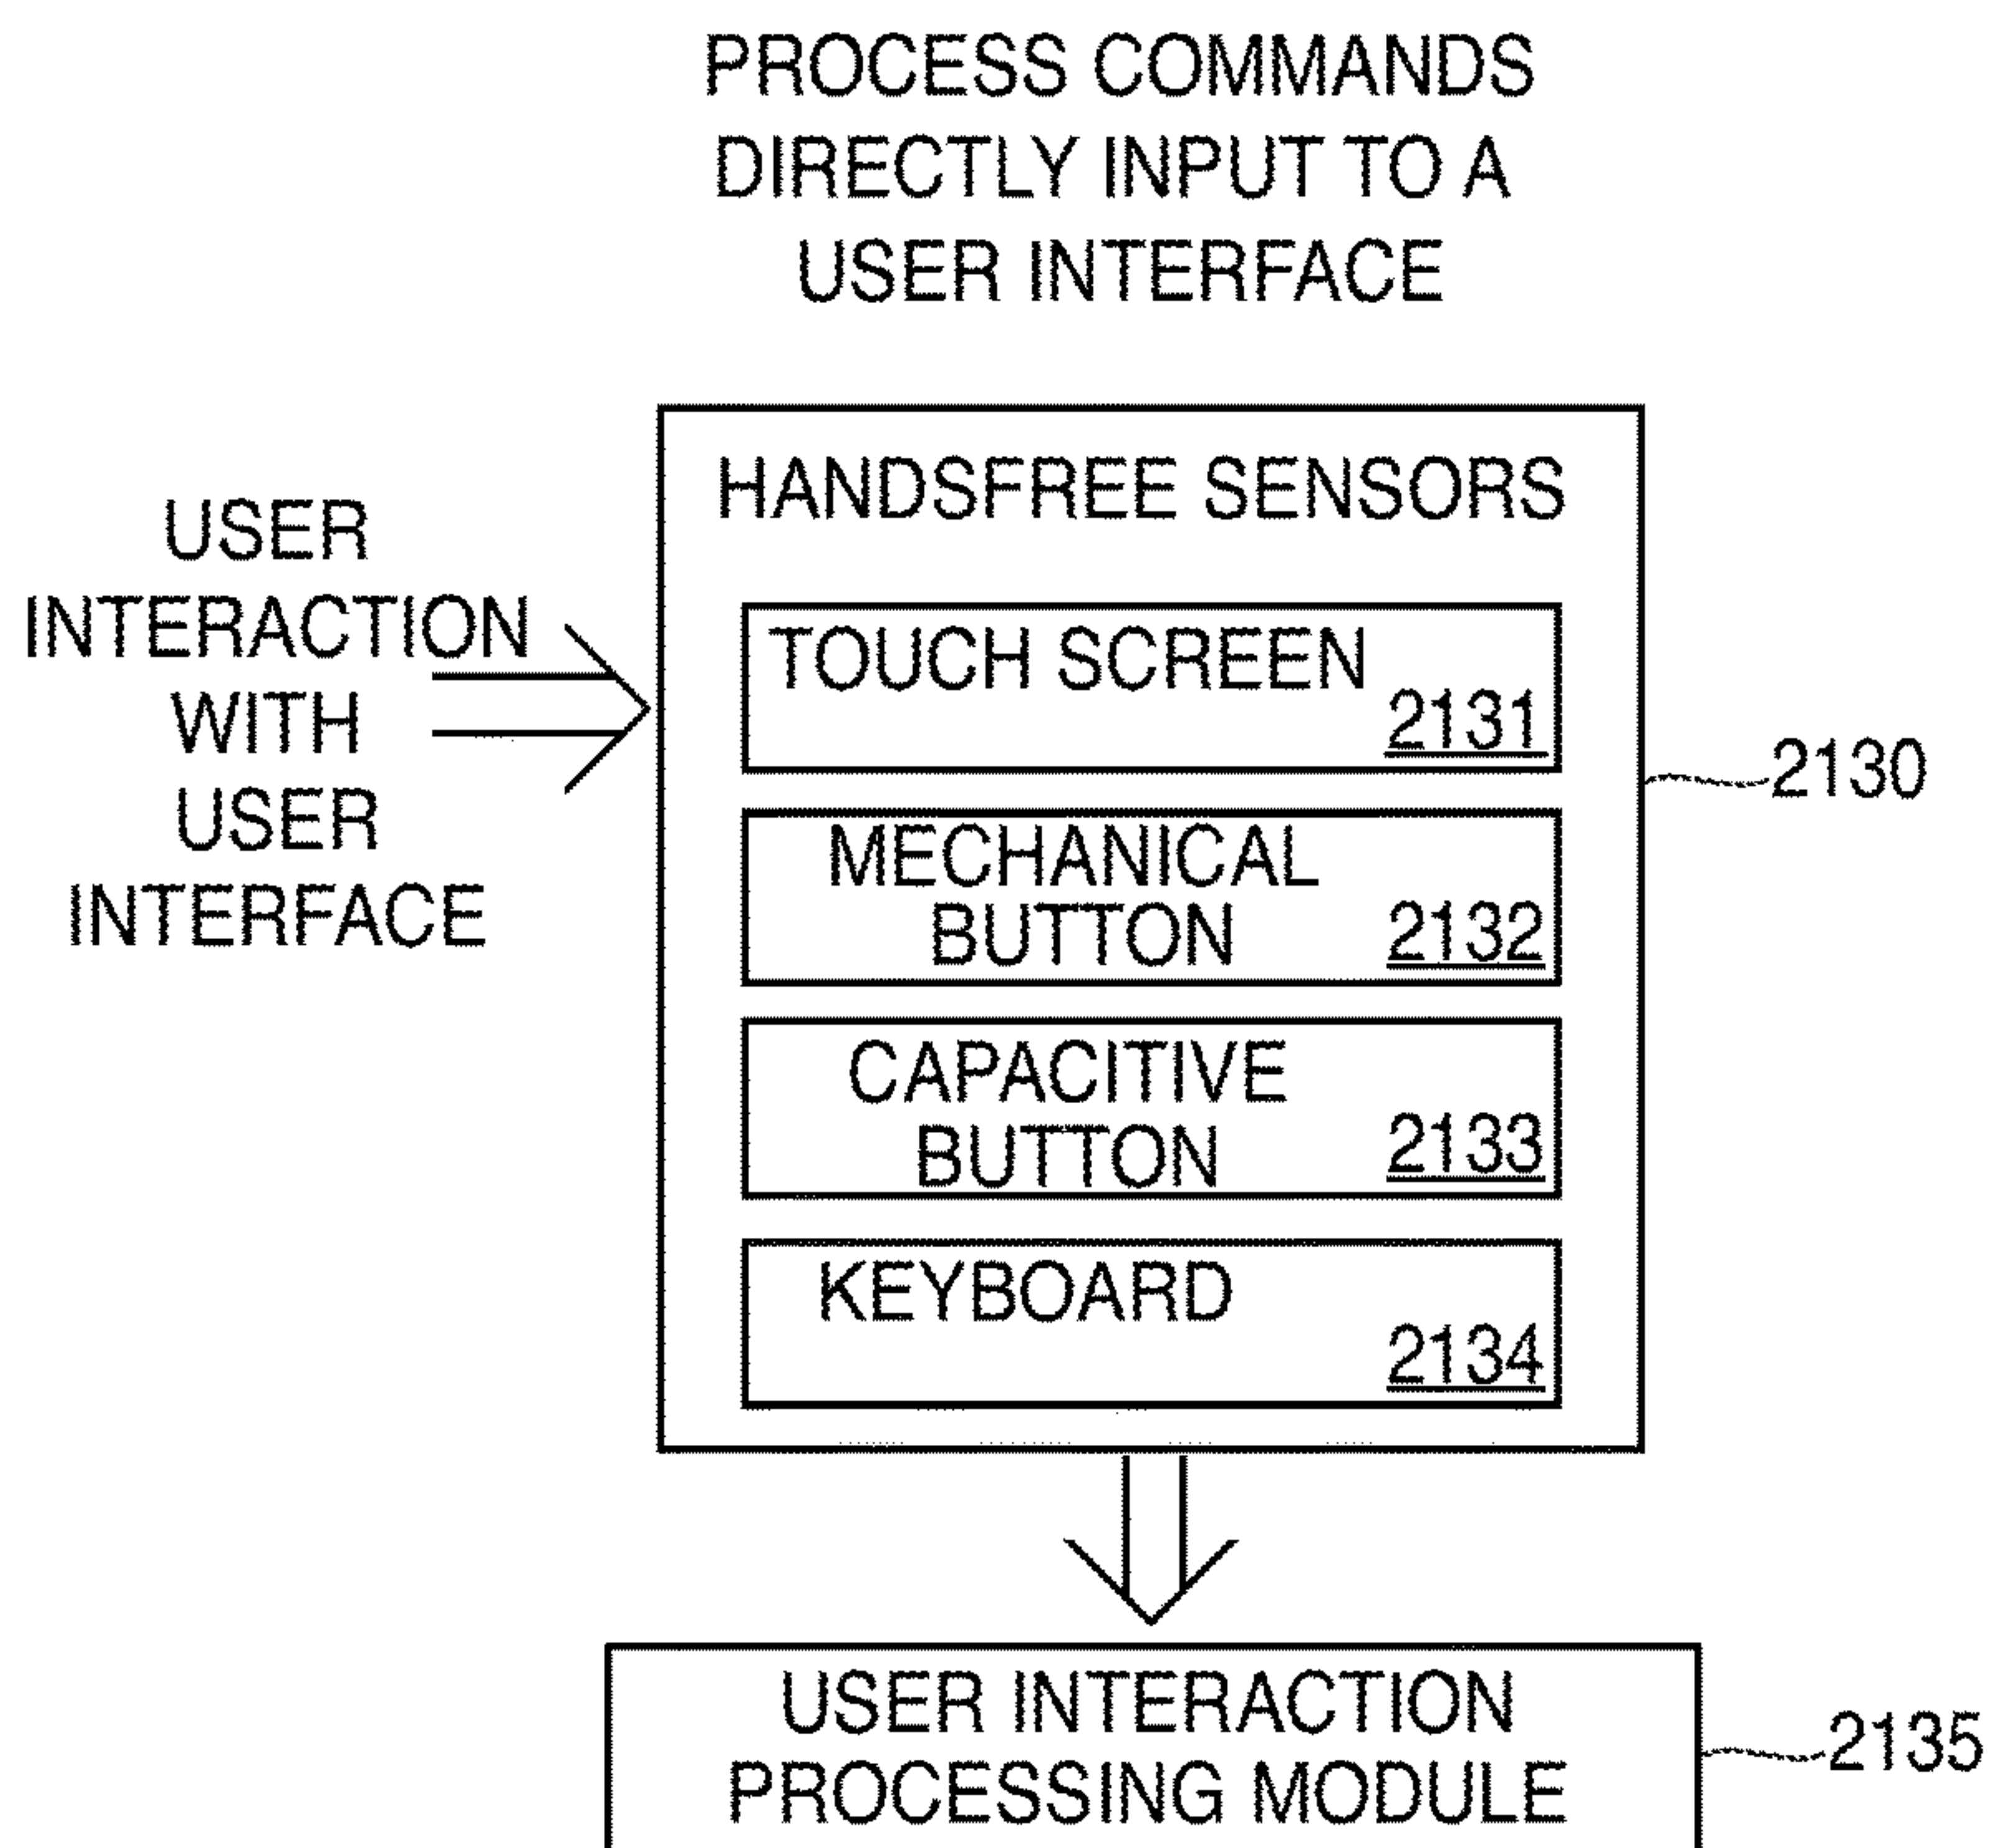 PROCESS COMMANDS
DIRECTLY INPUT TO A
USER INTERFACE
USER
INTERACTION
WITH
USER
INTERFACE
HANDSFREE SENSORS
TOUCH SCREEN
2131
MECHANICAL
BUTTON 2132
CAPACITIVE
BUTTON 2133
KEYBOARD
2134
2130
USER INTERACTION
PROCESSING MODULE
2135